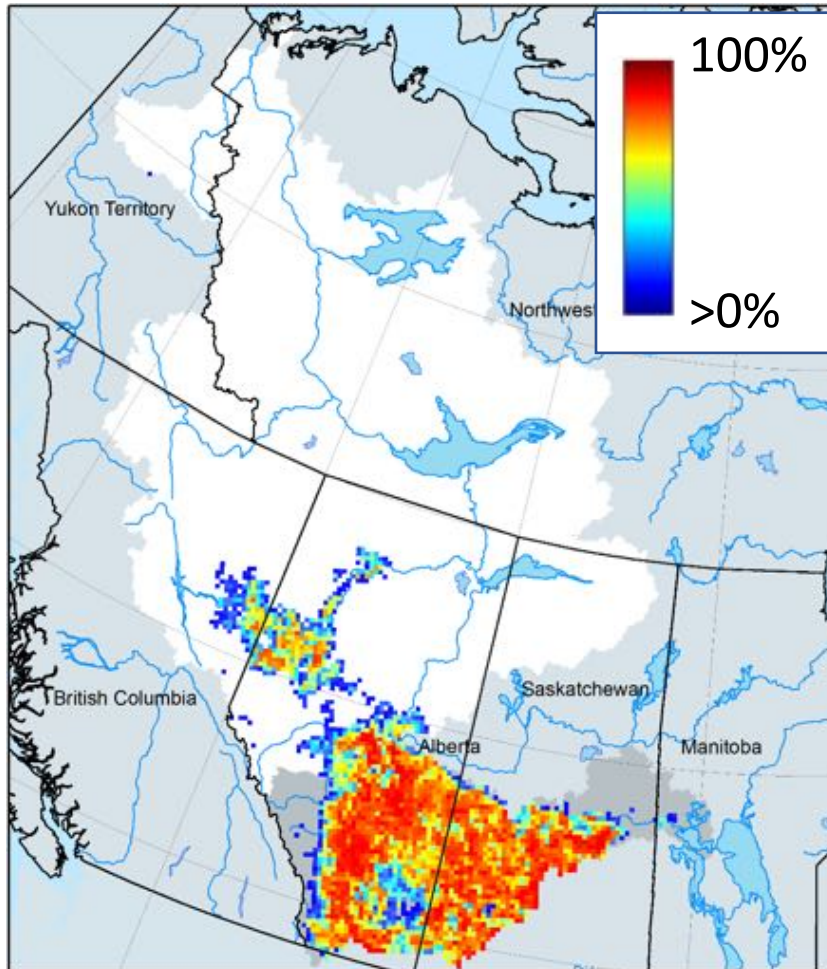 100%
>0%
Yukon Territory
Northwest
British Columbia
Saskatchewan
Alberta
Manitoba